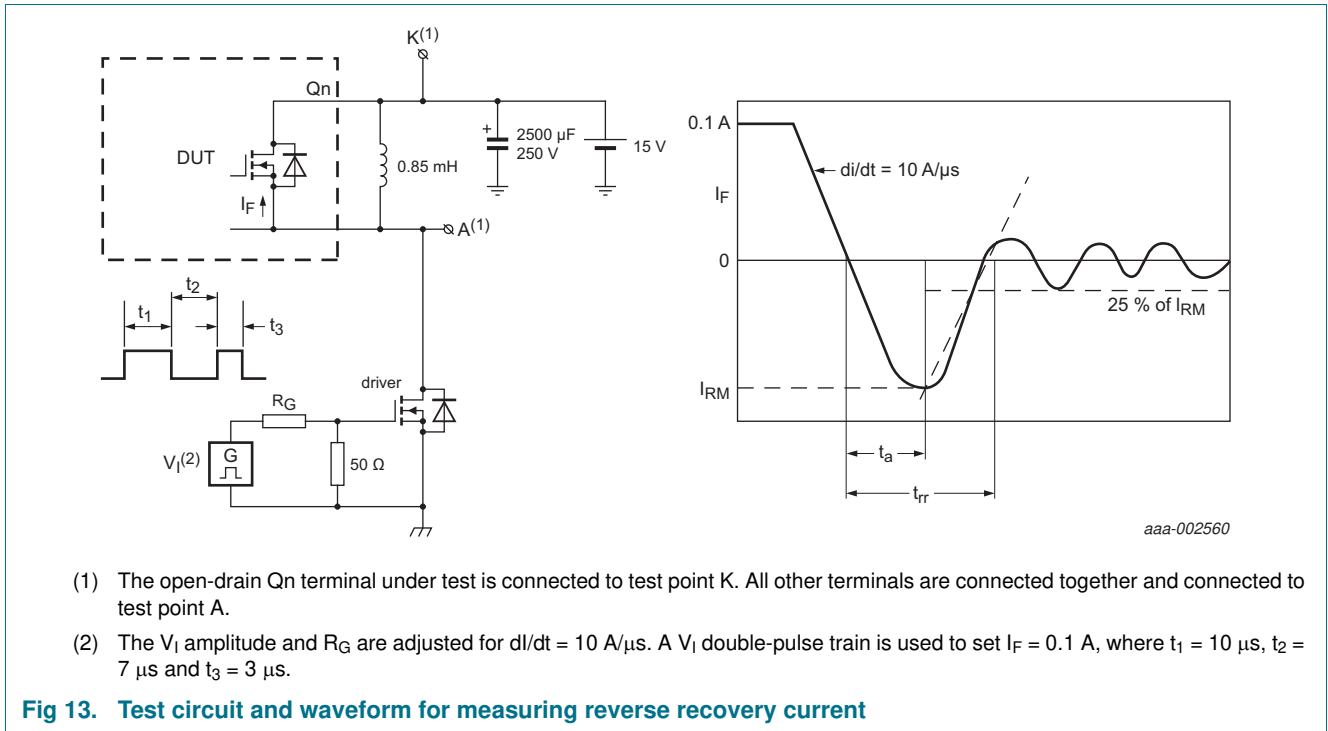 K(1)
Qn
DUT
IF
0.85 mH
+
2500 µF
250 V
15 V
A(1)
t1
t2
t3
driver
RG
VI(2)
G
50 Ω
0.1 A
di/dt = 10 A/µs
IF
0
25 % of IRM
IRM
ta
trr
aaa-002560
(1) The open-drain Qn terminal under test is connected to test point K. All other terminals are connected together and connected to
test point A.
(2) The VI amplitude and RG are adjusted for dI/dt = 10 A/µs. A VI double-pulse train is used to set IF = 0.1 A, where t1 = 10 µs, t2 =
7 µs and t3 = 3 µs.
Fig 13. Test circuit and waveform for measuring reverse recovery current